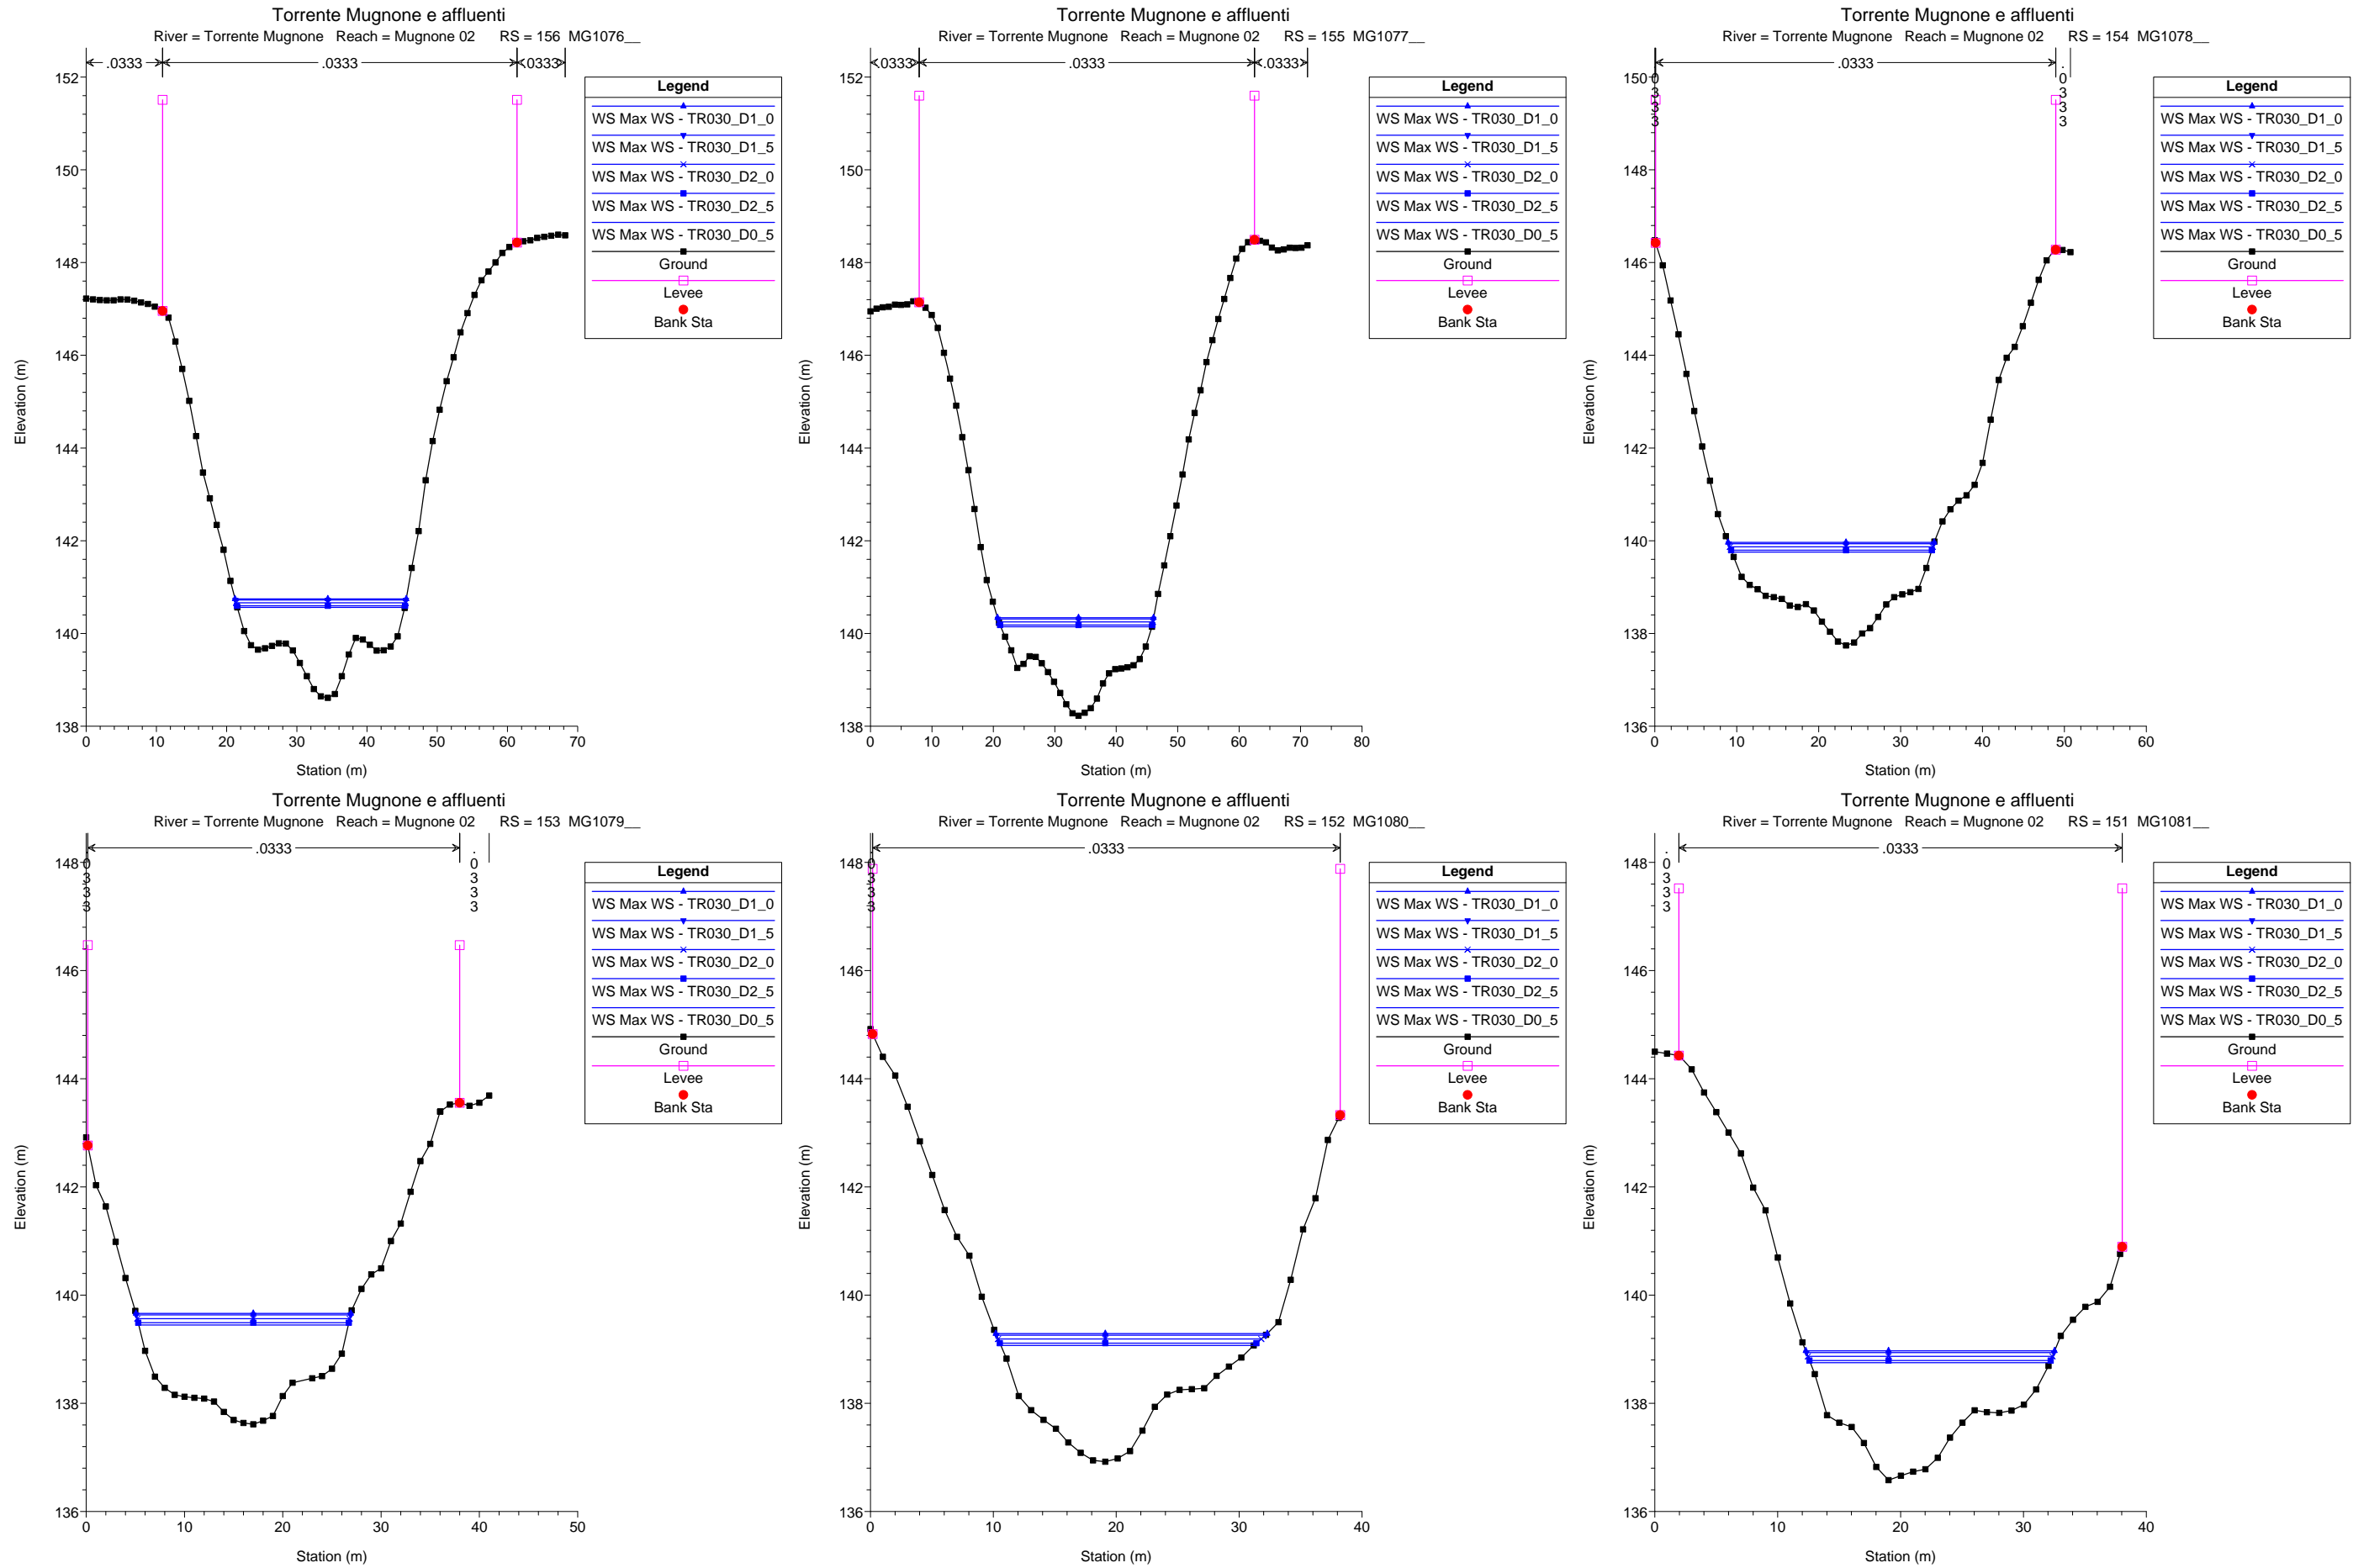 Torrente Mugnone e affluenti
River = Torrente Mugnone Reach = Mugnone 02 RS = 156 MG1076__
.0333 .0333 .0333
Legend
WS Max WS - TR030_D1_0
WS Max WS - TR030_D1_5
WS Max WS - TR030_D2_0
WS Max WS - TR030_D2_5
WS Max WS - TR030_D0_5
Ground
Levee
Bank Sta
152
150
148
146
144
142
140
138
Elevation (m)
0 10 20 30 40 50 60 70
Station (m)
Torrente Mugnone e affluenti
River = Torrente Mugnone Reach = Mugnone 02 RS = 155 MG1077__
.0333 .0333 .0333
Legend
WS Max WS - TR030_D1_0
WS Max WS - TR030_D1_5
WS Max WS - TR030_D2_0
WS Max WS - TR030_D2_5
WS Max WS - TR030_D0_5
Ground
Levee
Bank Sta
152
150
148
146
144
142
140
138
Elevation (m)
0 10 20 30 40 50 60 70 80
Station (m)
Torrente Mugnone e affluenti
River = Torrente Mugnone Reach = Mugnone 02 RS = 154 MG1078__
.0333 .0333 .0333
Legend
WS Max WS - TR030_D1_0
WS Max WS - TR030_D1_5
WS Max WS - TR030_D2_0
WS Max WS - TR030_D2_5
WS Max WS - TR030_D0_5
Ground
Levee
Bank Sta
150
148
146
144
142
140
138
136
Elevation (m)
0 10 20 30 40 50 60
Station (m)
Torrente Mugnone e affluenti
River = Torrente Mugnone Reach = Mugnone 02 RS = 153 MG1079__
.0333 .0333 .0333
Legend
WS Max WS - TR030_D1_0
WS Max WS - TR030_D1_5
WS Max WS - TR030_D2_0
WS Max WS - TR030_D2_5
WS Max WS - TR030_D0_5
Ground
Levee
Bank Sta
148
146
144
142
140
138
136
Elevation (m)
0 10 20 30 40 50
Station (m)
Torrente Mugnone e affluenti
River = Torrente Mugnone Reach = Mugnone 02 RS = 152 MG1080__
.0333 .0333
Legend
WS Max WS - TR030_D1_0
WS Max WS - TR030_D1_5
WS Max WS - TR030_D2_0
WS Max WS - TR030_D2_5
WS Max WS - TR030_D0_5
Ground
Levee
Bank Sta
148
146
144
142
140
138
136
Elevation (m)
0 10 20 30 40
Station (m)
Torrente Mugnone e affluenti
River = Torrente Mugnone Reach = Mugnone 02 RS = 151 MG1081__
.0333 .0333
Legend
WS Max WS - TR030_D1_0
WS Max WS - TR030_D1_5
WS Max WS - TR030_D2_0
WS Max WS - TR030_D2_5
WS Max WS - TR030_D0_5
Ground
Levee
Bank Sta
148
146
144
142
140
138
136
Elevation (m)
0 10 20 30 40
Station (m)